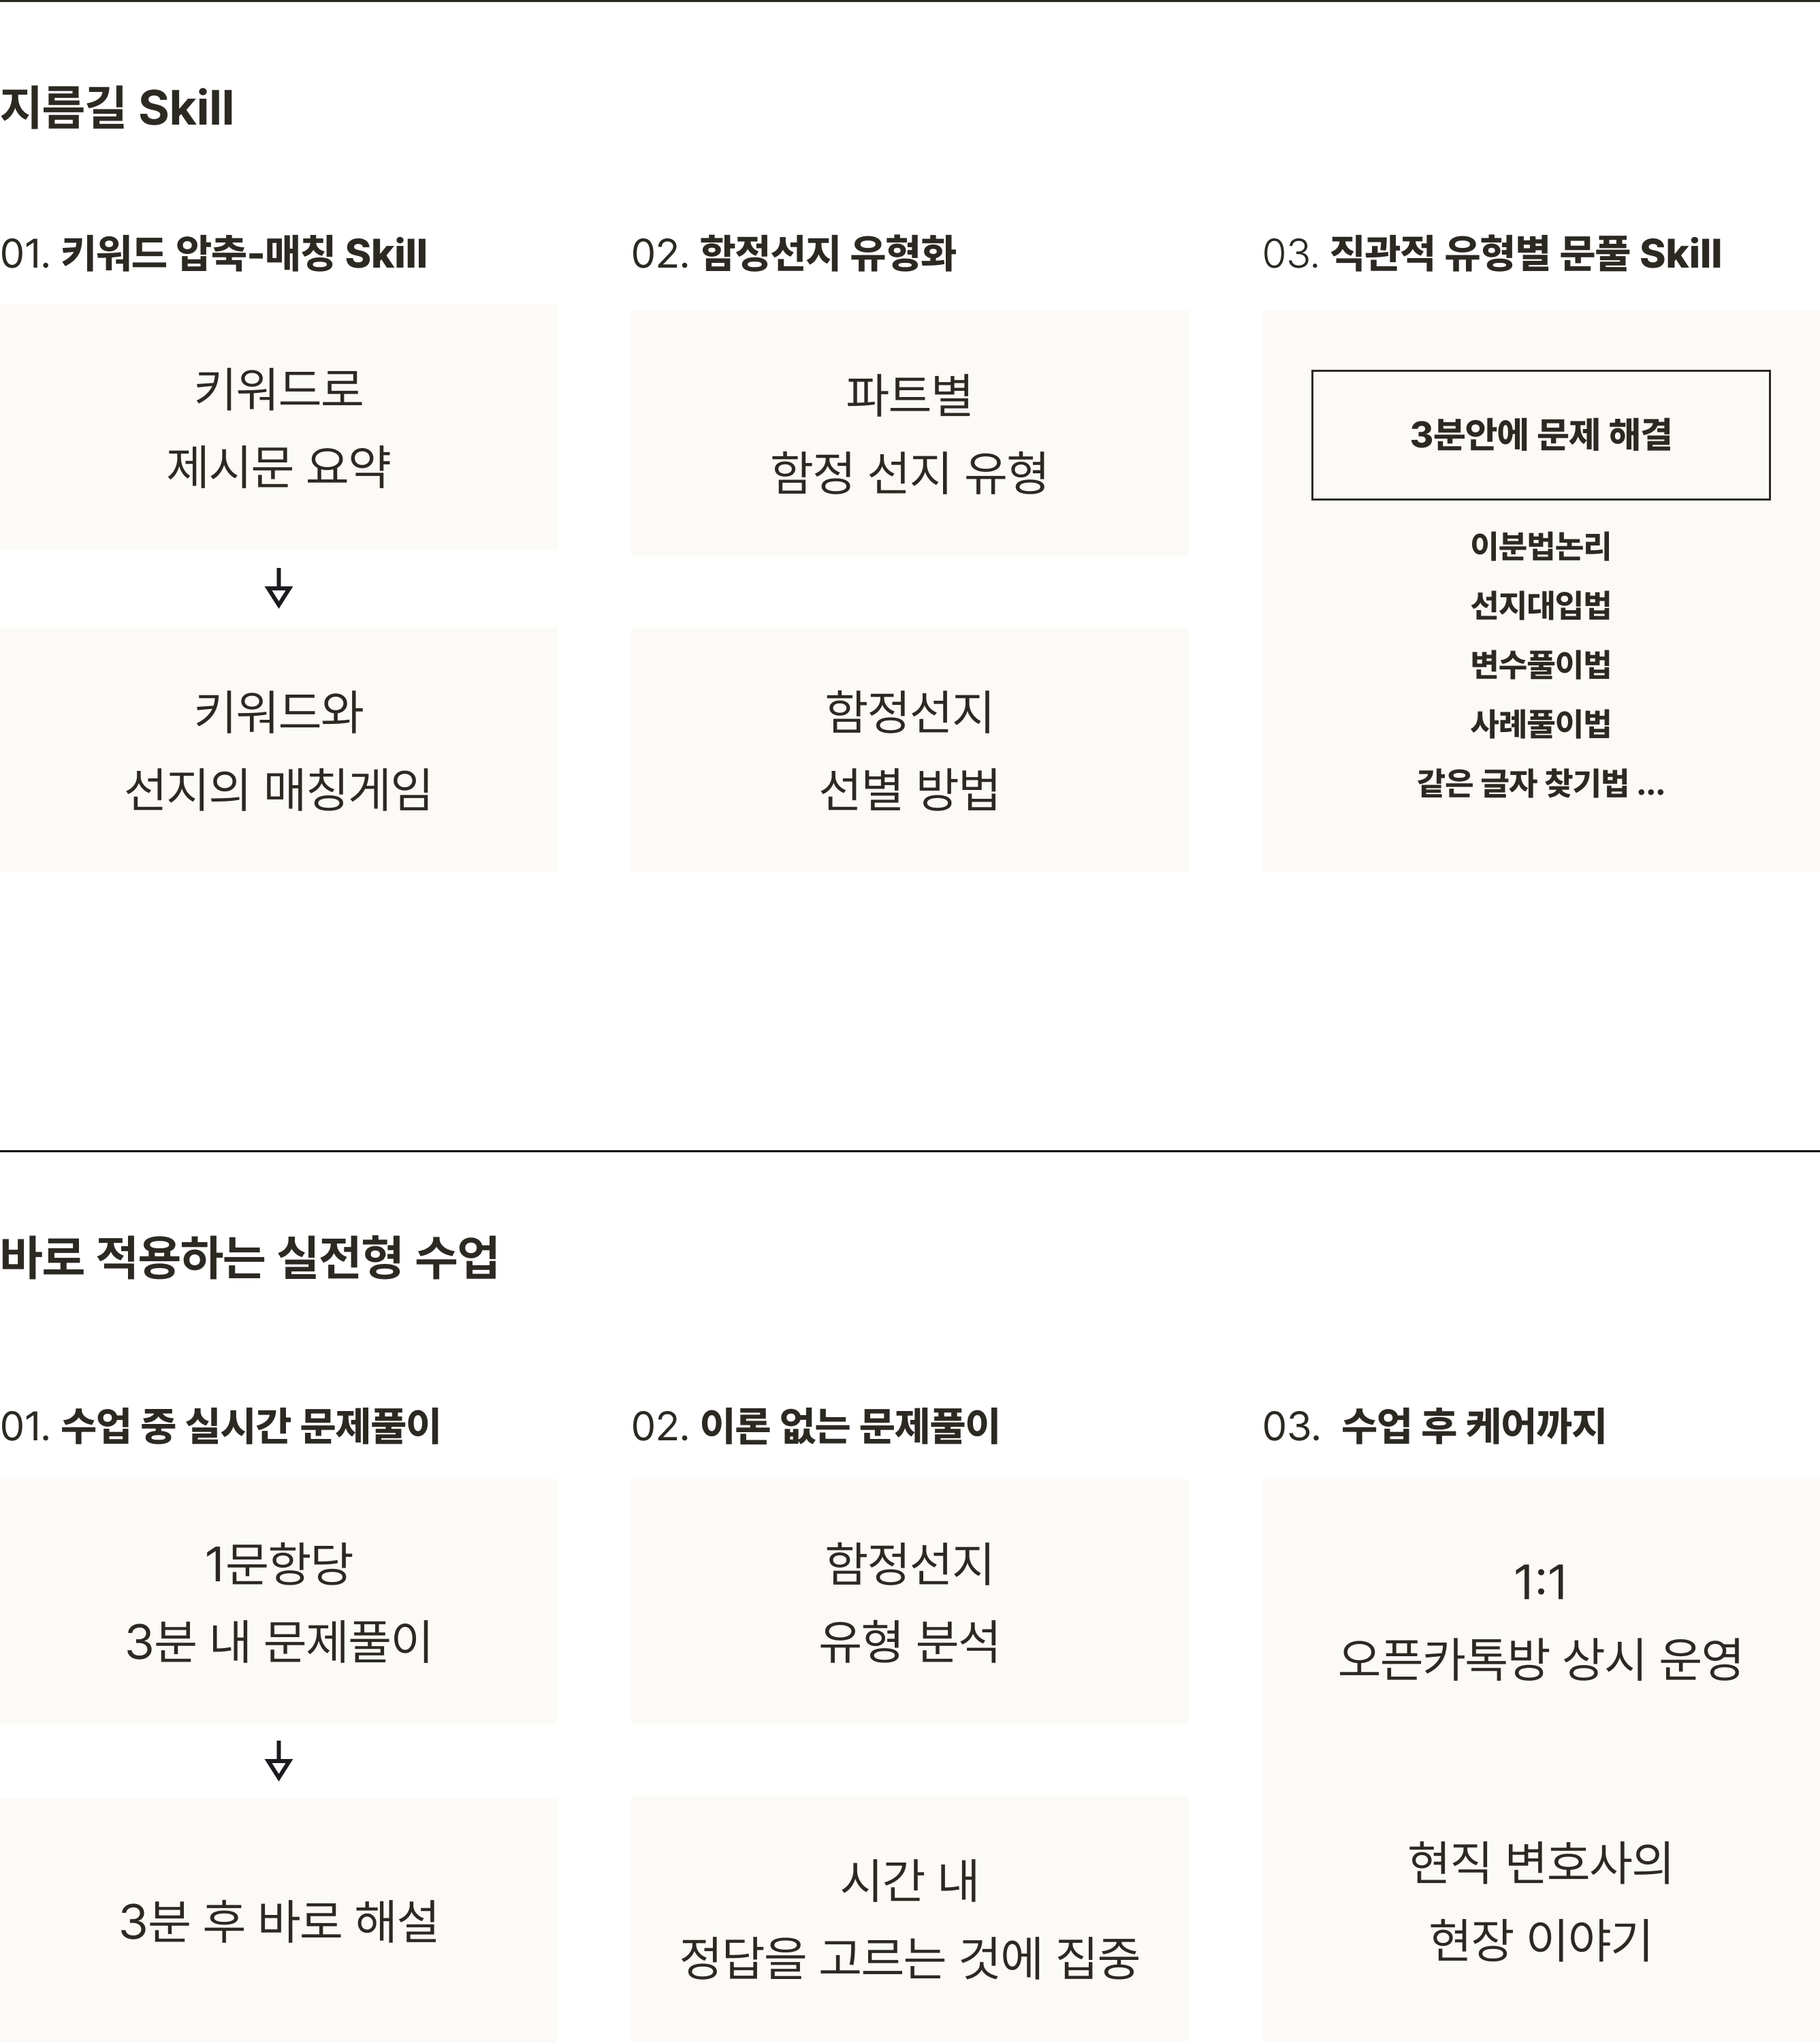 지름길 Skill
01. 키워드 압축-매칭 Skill
키워드로
제시문 요약
키워드와
선지의 매칭게임
02. 함정선지 유형화
파트별
함정 선지 유형
함정선지
선별 방법
03. 직관적 유형별 문풀 Skill
3분안에 문제 해결
이분법논리
선지대입법
변수풀이법
사례풀이법
같은 글자 찾기법 ...
바로 적용하는 실전형 수업
01. 수업 중 실시간 문제풀이
1문항당
3분 내 문제풀이
3분 후 바로 해설
02. 이론 없는 문제풀이
함정선지
유형 분석
시간 내
정답을 고르는 것에 집중
03. 수업 후 케어까지
1:1
오픈카톡방 상시 운영
현직 변호사의
현장 이야기